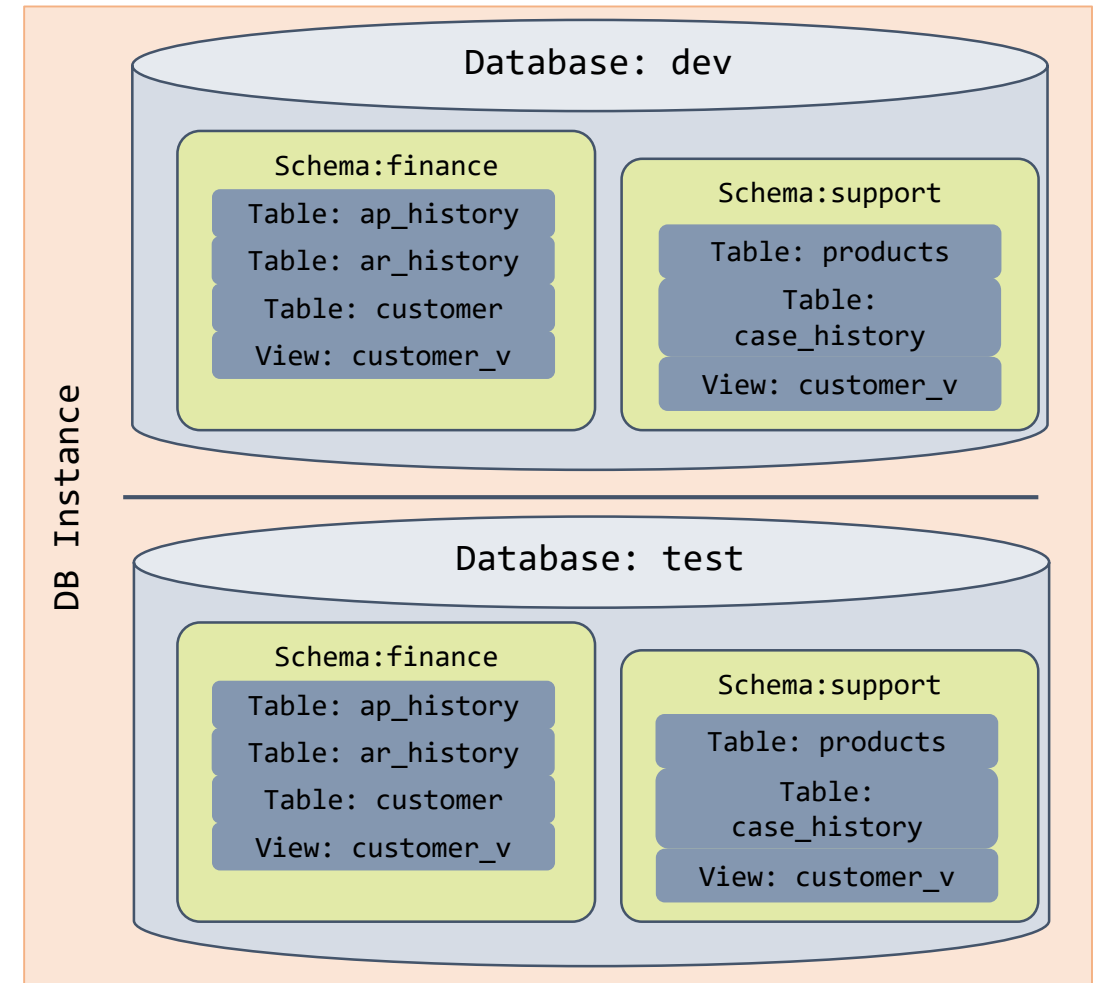 DB Instance
Database: dev
Schema:finance
Table: ap_history
Table: ar_history
Table: customer
View: customer_v
Schema:support
Table: products
Table:
case_history
View: customer_v
Database: test
Schema:finance
Table: ap_history
Table: ar_history
Table: customer
View: customer_v
Schema:support
Table: products
Table:
case_history
View: customer_v